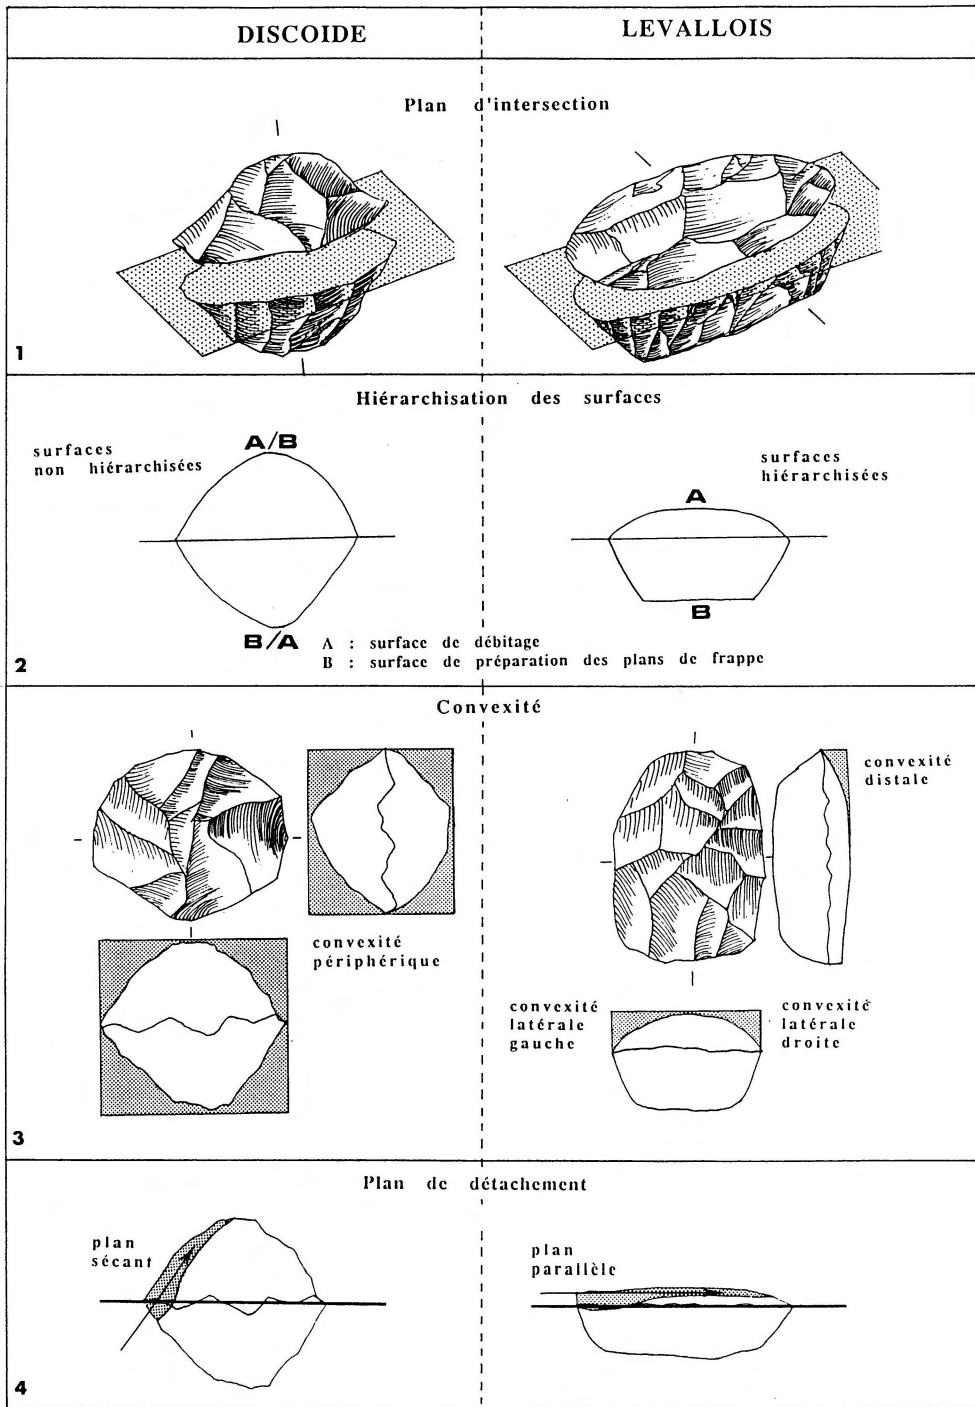 DISCOIDE
LEVALLOIS
Plan d'intersection
1
Hiérarchisation des surfaces
surfaces
non hiérarchisées
A/B
B/A
surfaces
hiérarchisées
A
B
A : surface de débitage
B : surface de préparation des plans de frappe
2
Convexité
convexité
périphérique
convexité
distale
convexité
latérale
gauche
convexité
latérale
droite
3
Plan de détachement
plan
sécant
plan
parallèle
4